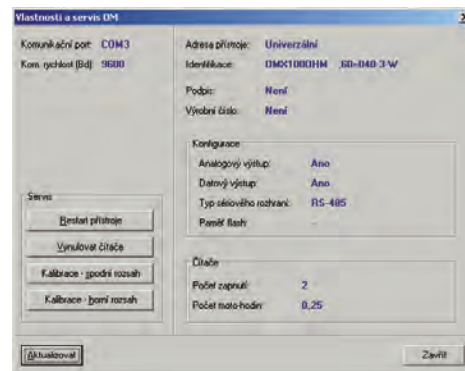 Vlastnosti a servis OM
Komunikační port: COM3
Kom. rychlost [Bd]: 9600
Adresa přístroje: Univerzální
Identifikace: OMX100OHM ,60-040-3-W
Podpis: Není
Výrobní číslo: Není
Konfigurace
Analogový výstup: Ano
Datový výstup: Ano
Typ sériového rozhraní: RS-485
Paměť flash: -
Servis
Restart přístroje
Vynulovat čítače
Kalibrace - spodní rozsah
Kalibrace - horní rozsah
Čítače
Počet zapnutí: 2
Počet moto-hodin: 0,25
Aktualizovat
Zavřít